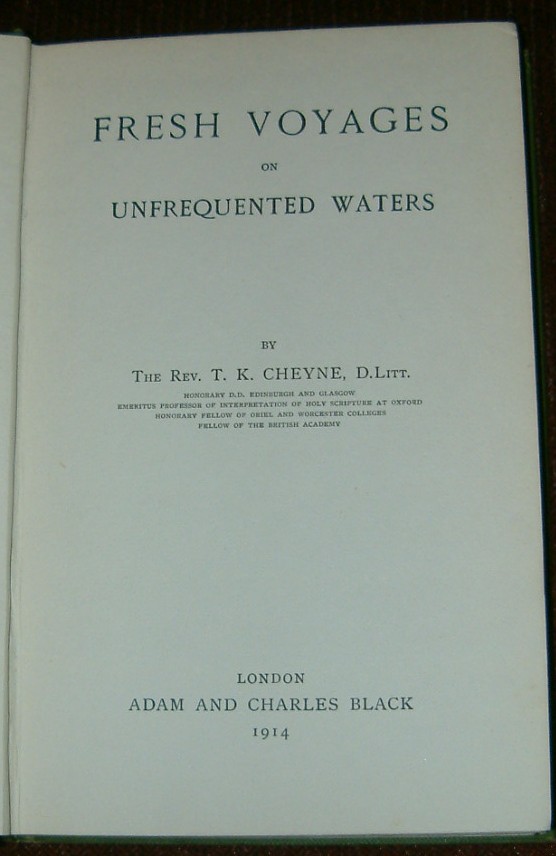 FRESH VOYAGES
ON
UNFREQUENTED WATERS
BY
THE REV. T. K. CHEYNE, D.LITT.
HONORARY D.D. EDINBURGH AND GLASGOW
EMERITUS PROFESSOR OF INTERPRETATION OF HOLY SCRIPTURE AT OXFORD
HONORARY FELLOW OF ORIEL AND WORCESTER COLLEGES
FELLOW OF THE BRITISH ACADEMY
LONDON
ADAM AND CHARLES BLACK
1914